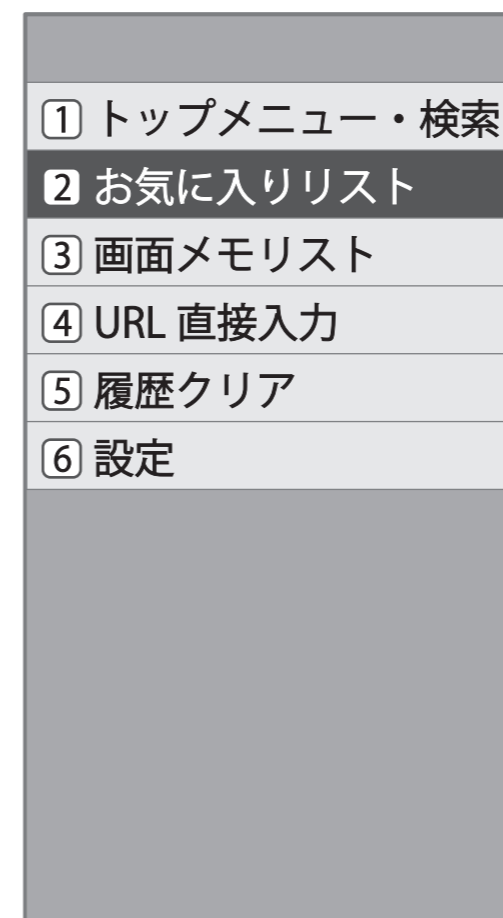 1 トップメニュー・検索
2 お気に入りリスト
3 画面メモリスト
4 URL 直接入力
5 履歴クリア
6 設定